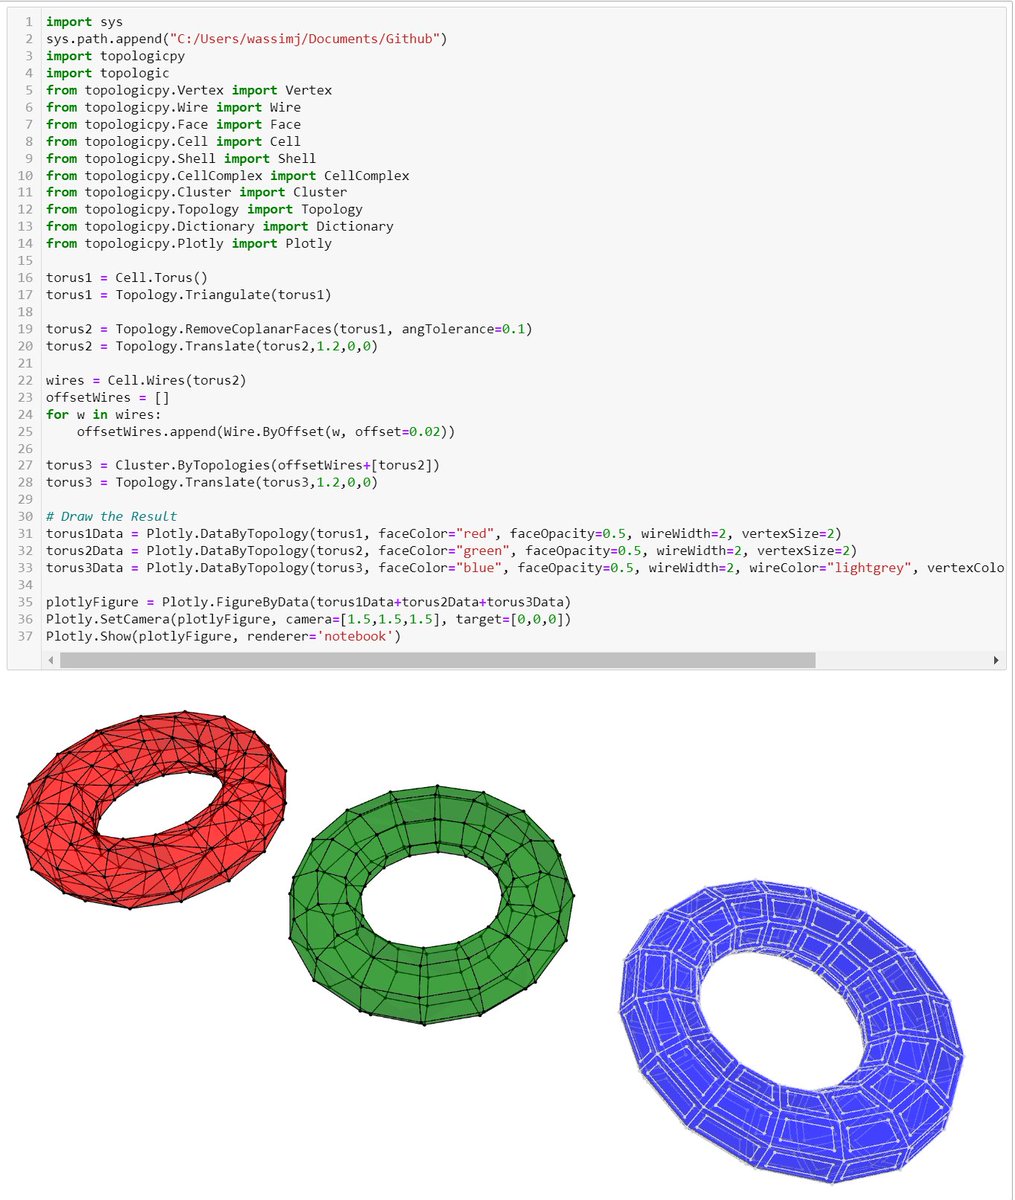 1 import sys
2 sys.path.append("C:/Users/wassimj/Documents/Github")
3 import topologicpy
4 import topologic
5 from topologicpy.Vertex import Vertex
6 from topologicpy.Wire import Wire
7 from topologicpy.Face import Face
8 from topologicpy.Cell import Cell
9 from topologicpy.Shell import Shell
10 from topologicpy.CellComplex import CellComplex
11 from topologicpy.Cluster import Cluster
12 from topologicpy.Topology import Topology
13 from topologicpy.Dictionary import Dictionary
14 from topologicpy.Plotly import Plotly
15
16 torus1 = Cell.Torus()
17 torus1 = Topology.Triangulate(torus1)
18
19 torus2 = Topology.RemoveCoplanarFaces(torus1, angTolerance=0.1)
20 torus2 = Topology.Translate(torus2,1.2,0,0)
21
22 wires = Cell.Wires(torus2)
23 offsetWires = []
24 for w in wires:
25     offsetWires.append(Wire.ByOffset(w, offset=0.02))
26
27 torus3 = Cluster.ByTopologies(offsetWires+[torus2])
28 torus3 = Topology.Translate(torus3,1.2,0,0)
29
30 # Draw the Result
31 torus1Data = Plotly.DataByTopology(torus1, faceColor="red", faceOpacity=0.5, wireWidth=2, vertexSize=2)
32 torus2Data = Plotly.DataByTopology(torus2, faceColor="green", faceOpacity=0.5, wireWidth=2, vertexSize=2)
33 torus3Data = Plotly.DataByTopology(torus3, faceColor="blue", faceOpacity=0.5, wireWidth=2, wireColor="lightgrey", vertexColo
34
35 plotlyFigure = Plotly.FigureByData(torus1Data+torus2Data+torus3Data)
36 Plotly.SetCamera(plotlyFigure, camera=[1.5,1.5,1.5], target=[0,0,0])
37 Plotly.Show(plotlyFigure, renderer='notebook')